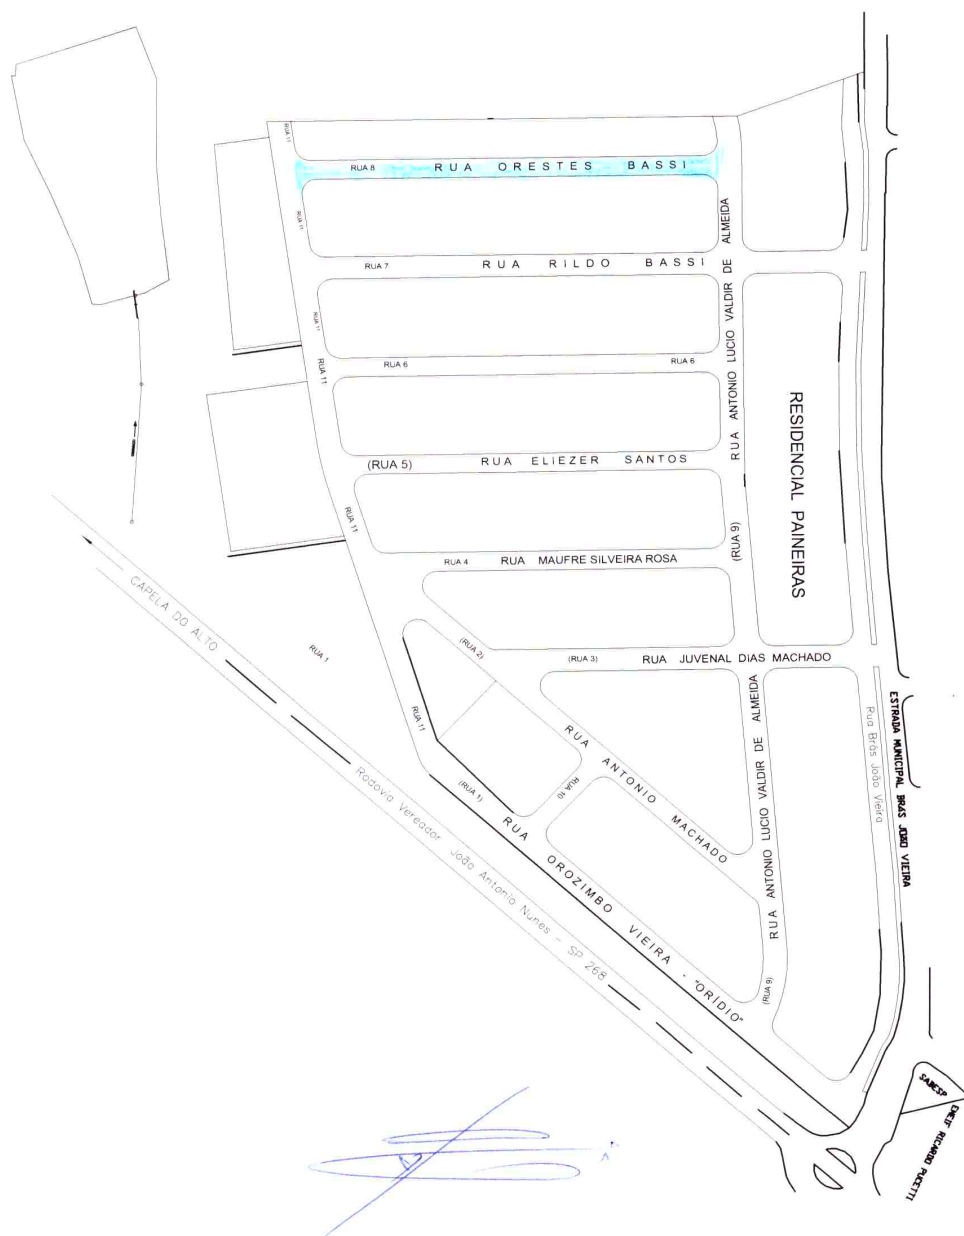 RUA 11
RUA 8 RUA ORESTES BASSI
RUA 11
RUA 7 RUA RILDO BASSI
RUA ANTONIO LUCIO VALDIR DE ALMEIDA
RUA 11
RUA 6 RUA 6
RUA 11
RESIDENCIAL PAINEIRAS
(RUA 5) RUA ELIEZER SANTOS
RUA 11
(RUA 9)
RUA 4 RUA MAUFRE SILVEIRA ROSA
CAPELA DO ALTO
RUA 1
(RUA 2)
(RUA 3) RUA JUVENAL DIAS MACHADO
RUA 11
RUA ANTONIO MACHADO
RUA ANTONIO LUCIO VALDIR DE ALMEIDA
Rua Brás João Vieira
ESTRADA MUNICIPAL BRÁS JOÃO VIEIRA
(RUA 1)
RUA 10
RUA OROZIMBO VIEIRA - "ORÍDIO"
Rodovia Vereador João Antonio Nunes - SP 268
(RUA 9)
SABESP
EMEIF RICARDO PUCETTI